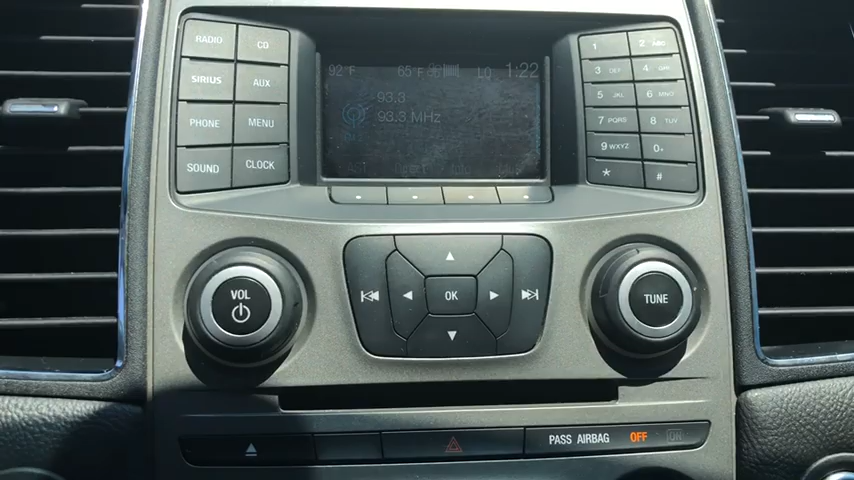 RADIO CD
SIRIUS AUX
PHONE MENU
SOUND CLOCK
92°F 65°F LO 1:22
93.3
93.3 MHz
1 2 ABC
3 DEF 4 GHI
5 JKL 6 MNO
7 PQRS 8 TUV
9 WXYZ 0+
* #
VOL
OK
TUNE
PASS AIRBAG OFF ON